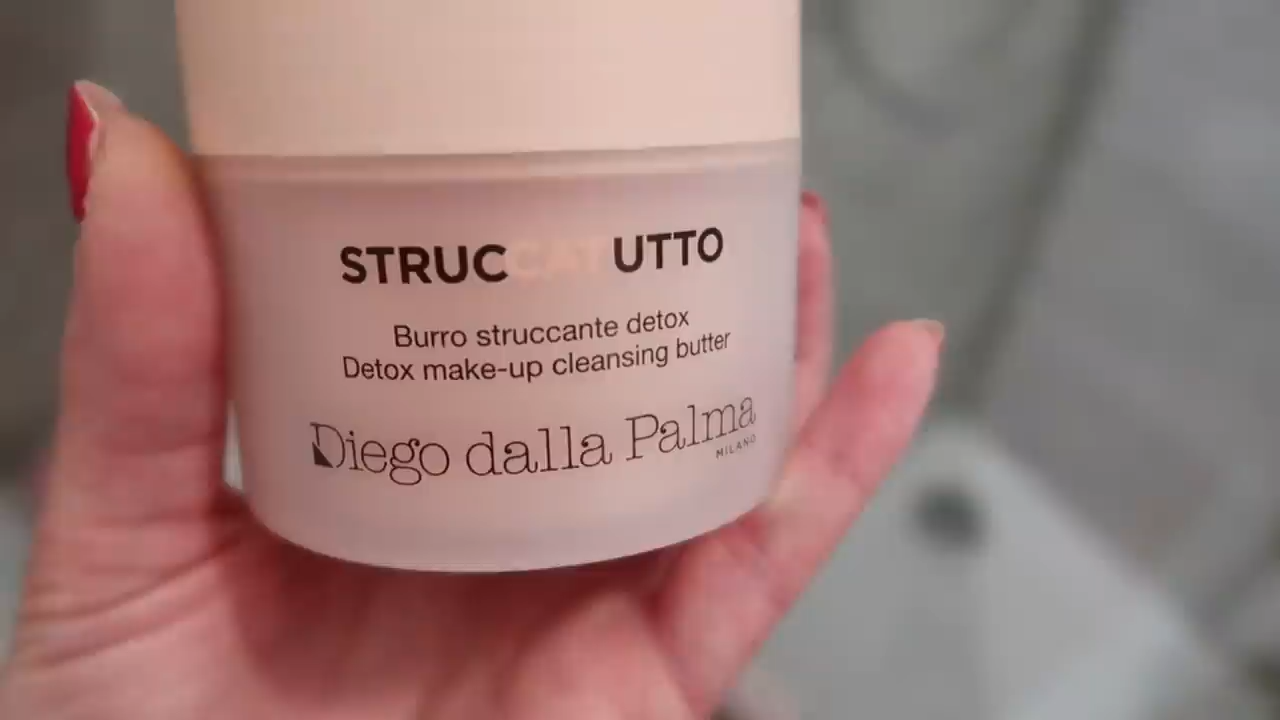 STRUCCATUTTO
Burro struccante detox
Detox make-up cleansing butter
Diego dalla Palma
MILANO